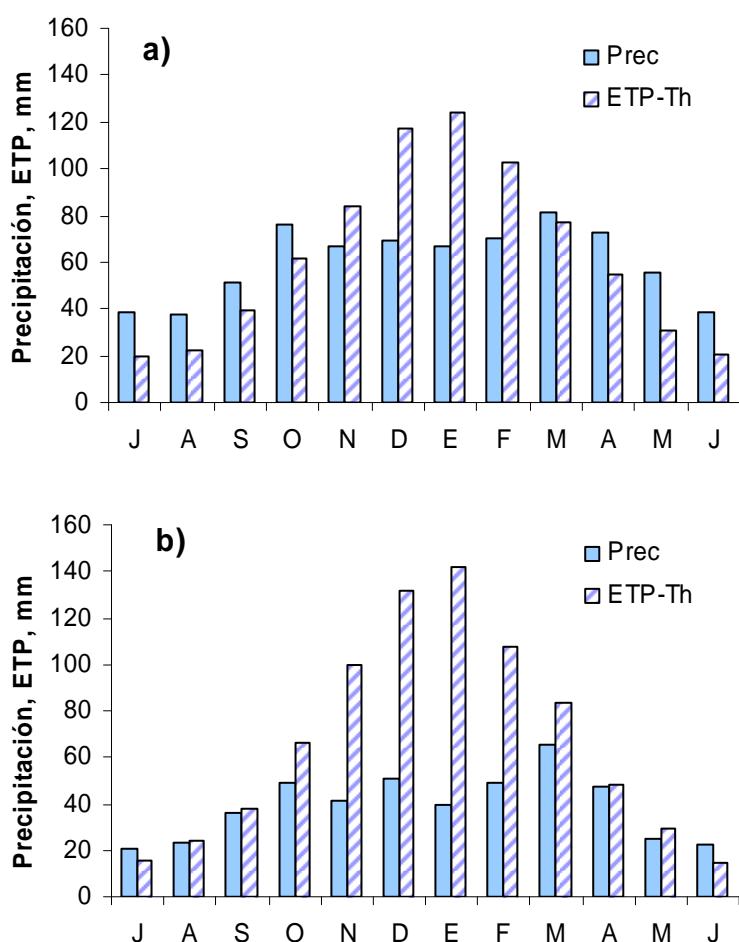 a)
Prec
ETP-Th
Precipitación, ETP, mm
160
140
120
100
80
60
40
20
0
J A S O N D E F M A M J
b)
Prec
ETP-Th
Precipitación, ETP, mm
160
140
120
100
80
60
40
20
0
J A S O N D E F M A M J